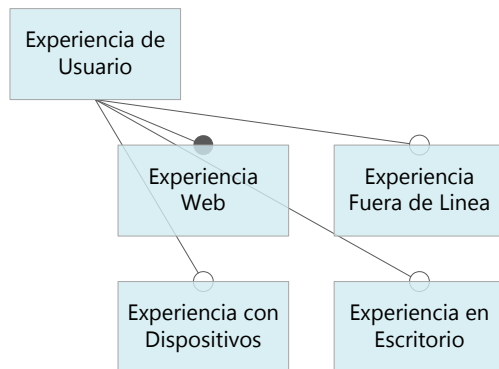 Experiencia de
Usuario
Experiencia
Web
Experiencia
Fuera de Linea
Experiencia con
Dispositivos
Experiencia en
Escritorio